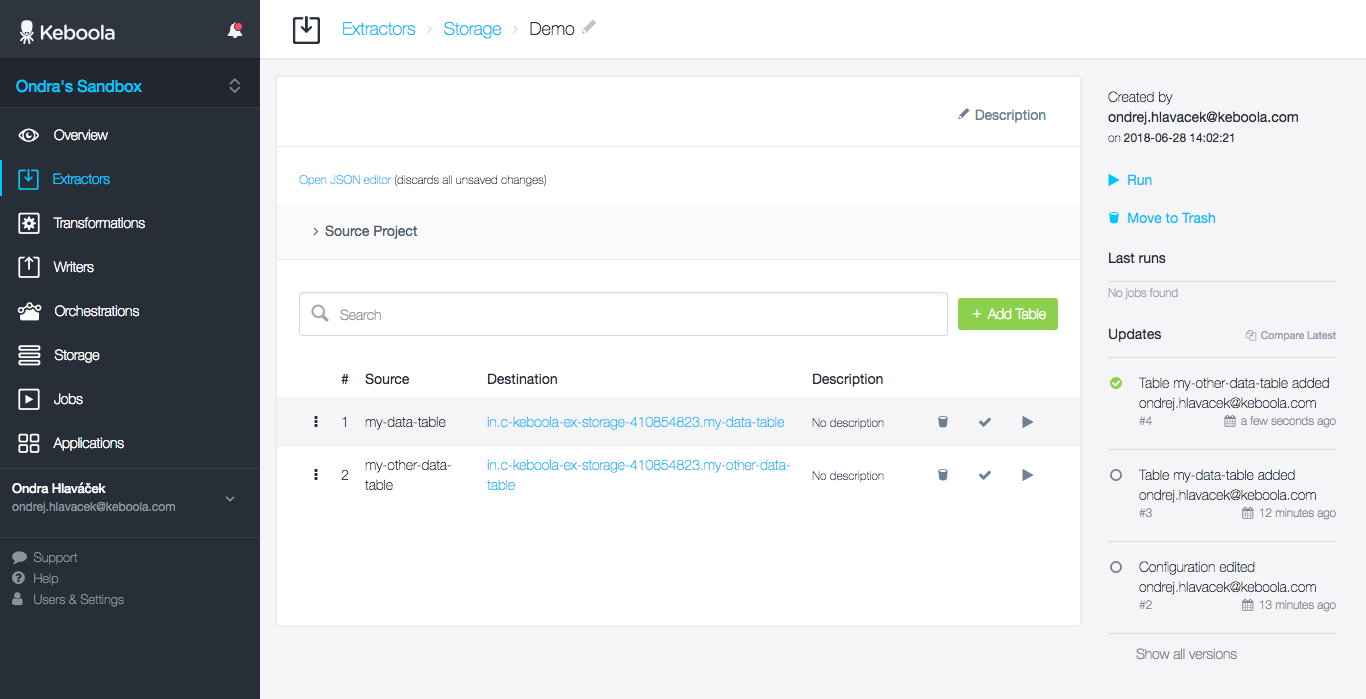 Keboola
Ondra's Sandbox
Overview
Extractors
Transformations
Writers
Orchestrations
Storage
Jobs
Applications
Ondra Hlaváček
ondrej.hlavacek@keboola.com
Support
Help
Users & Settings
Extractors › Storage › Demo
Description
Open JSON editor (discards all unsaved changes)
Source Project
Search
+ Add Table
# Source Destination Description
1 my-data-table in.c-keboola-ex-storage-410854823.my-data-table No description
2 my-other-data- in.c-keboola-ex-storage-410854823.my-other-data- No description
table table
Created by
ondrej.hlavacek@keboola.com
on 2018-06-28 14:02:21
Run
Move to Trash
Last runs
No jobs found
Updates Compare Latest
Table my-other-data-table added
ondrej.hlavacek@keboola.com
#4 a few seconds ago
Table my-data-table added
ondrej.hlavacek@keboola.com
#3 12 minutes ago
Configuration edited
ondrej.hlavacek@keboola.com
#2 13 minutes ago
Show all versions